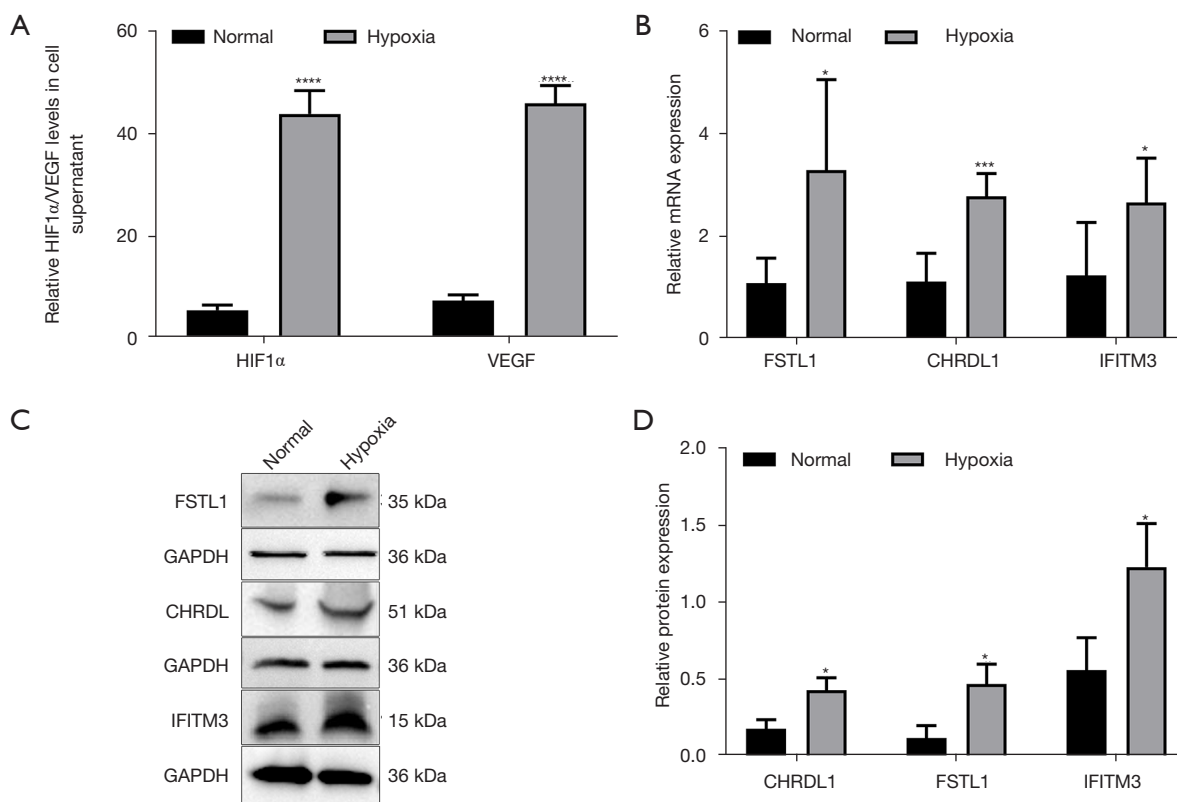 A
Relative HIF1α/VEGF levels in cell
supernatant
60
40
20
0
Normal
Hypoxia
****
****
HIF1α
VEGF
B
Relative mRNA expression
6
4
2
0
Normal
Hypoxia
*
***
*
FSTL1
CHRDL1
IFITM3
C
Normal
Hypoxia
FSTL1
35 kDa
GAPDH
36 kDa
CHRDL
51 kDa
GAPDH
36 kDa
IFITM3
15 kDa
GAPDH
36 kDa
D
Relative protein expression
2.0
1.5
1.0
0.5
0.0
Normal
Hypoxia
*
*
*
CHRDL1
FSTL1
IFITM3